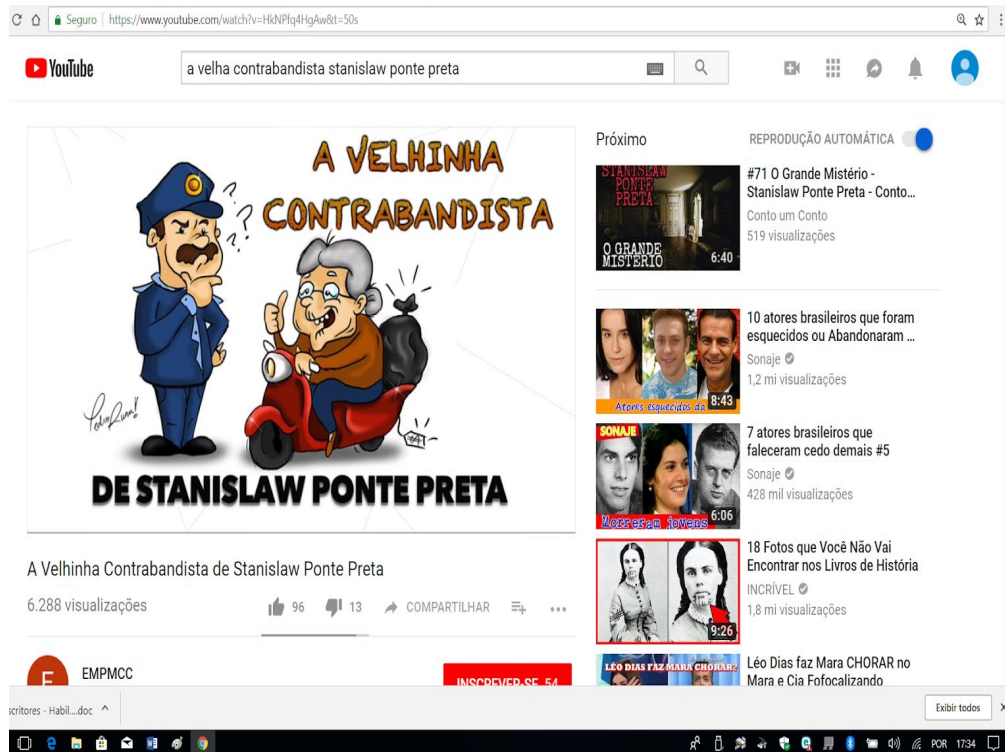 Seguro | https://www.youtube.com/watch?v=HkNPfq4HgAw&t=50s
YouTube
a velha contrabandista stanislaw ponte preta
A VELHINHA
CONTRABANDISTA
DE STANISLAW PONTE PRETA
A Velhinha Contrabandista de Stanislaw Ponte Preta
6.288 visualizações
96 13 COMPARTILHAR
EMPMCC
INSCREVER-SE 54
Próximo REPRODUÇÃO AUTOMÁTICA
STANISLAW
PONTE
PRETA
O GRANDE
MISTÉRIO
6:40
#71 O Grande Mistério -
Stanislaw Ponte Preta - Conto...
Conto um Conto
519 visualizações
Atores esquecidos da
8:43
10 atores brasileiros que foram
esquecidos ou Abandonaram ...
Sonaje
1,2 mi visualizações
SONAJE
Morreram jovens
6:06
7 atores brasileiros que
faleceram cedo demais #5
Sonaje
428 mil visualizações
9:26
18 Fotos que Você Não Vai
Encontrar nos Livros de História
INCRÍVEL
1,8 mi visualizações
LÉO DIAS FAZ MARA CHORAR?
Léo Dias faz Mara CHORAR no
Mara e Cia Fofocalizando
scritores - Habil....doc
Exibir todos
POR 17:34